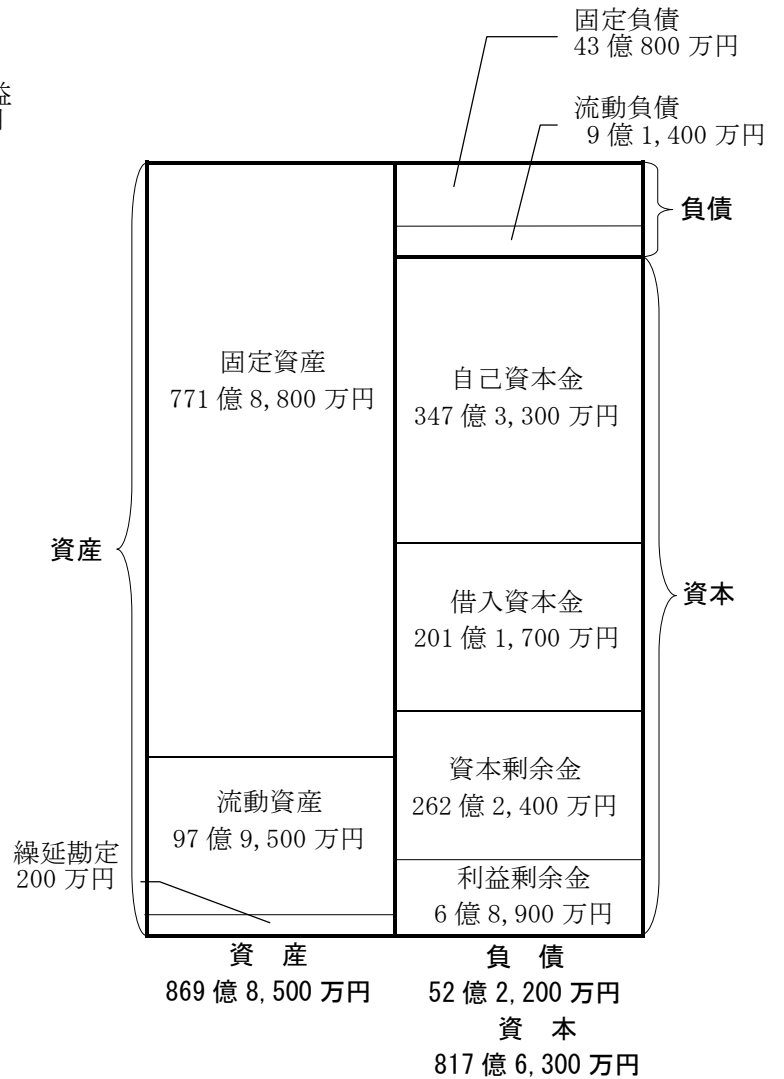 固定負債
43 億 800 万円
益
流動負債
9 億 1,400 万円
負債
固定資産
771 億 8,800 万円
自己資本金
347 億 3,300 万円
資産
借入資本金
201 億 1,700 万円
資本
資本剰余金
262 億 2,400 万円
流動資産
97 億 9,500 万円
繰延勘定
200 万円
利益剰余金
6 億 8,900 万円
資 産
869 億 8,500 万円
負 債
52 億 2,200 万円
資 本
817 億 6,300 万円